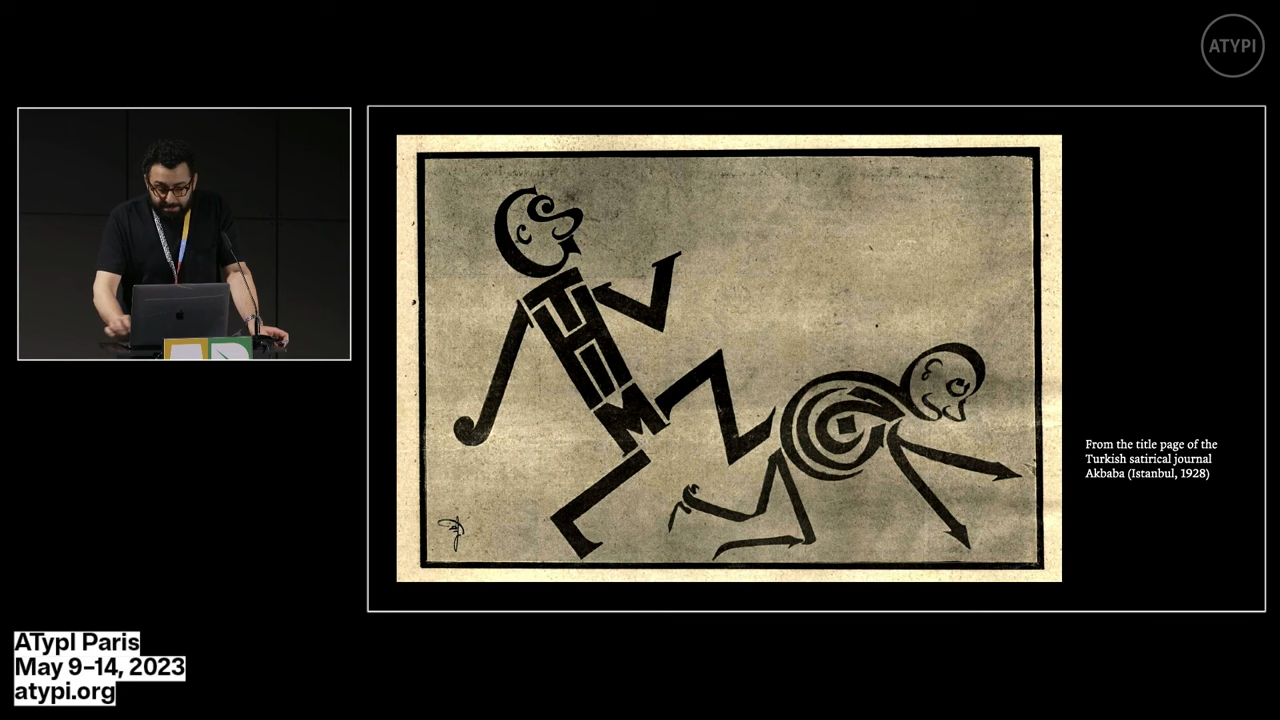 ATYPI
From the title page of the
Turkish satirical journal
Akbaba (Istanbul, 1928)
ATypI Paris
May 9–14, 2023
atypi.org